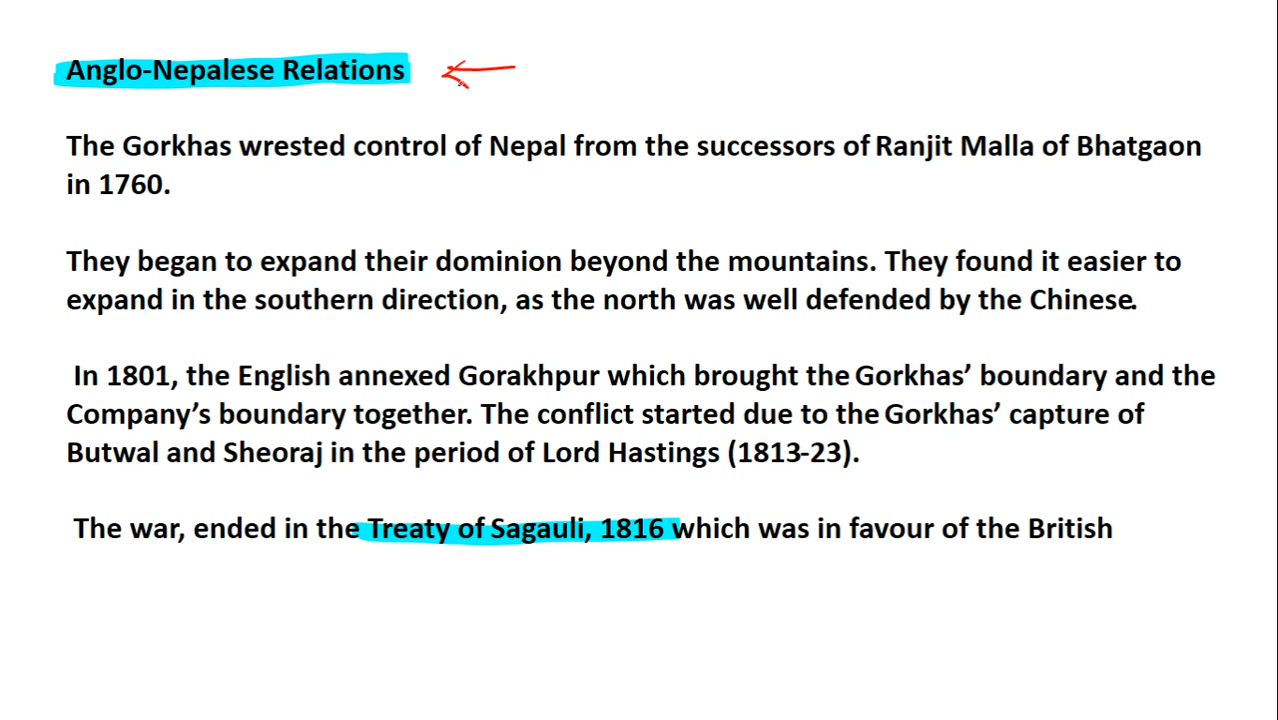 Anglo-Nepalese Relations
The Gorkhas wrested control of Nepal from the successors of Ranjit Malla of Bhatgaon
in 1760.
They began to expand their dominion beyond the mountains. They found it easier to
expand in the southern direction, as the north was well defended by the Chinese.
In 1801, the English annexed Gorakhpur which brought the Gorkhas’ boundary and the
Company’s boundary together. The conflict started due to the Gorkhas’ capture of
Butwal and Sheoraj in the period of Lord Hastings (1813-23).
The war, ended in the Treaty of Sagauli, 1816 which was in favour of the British